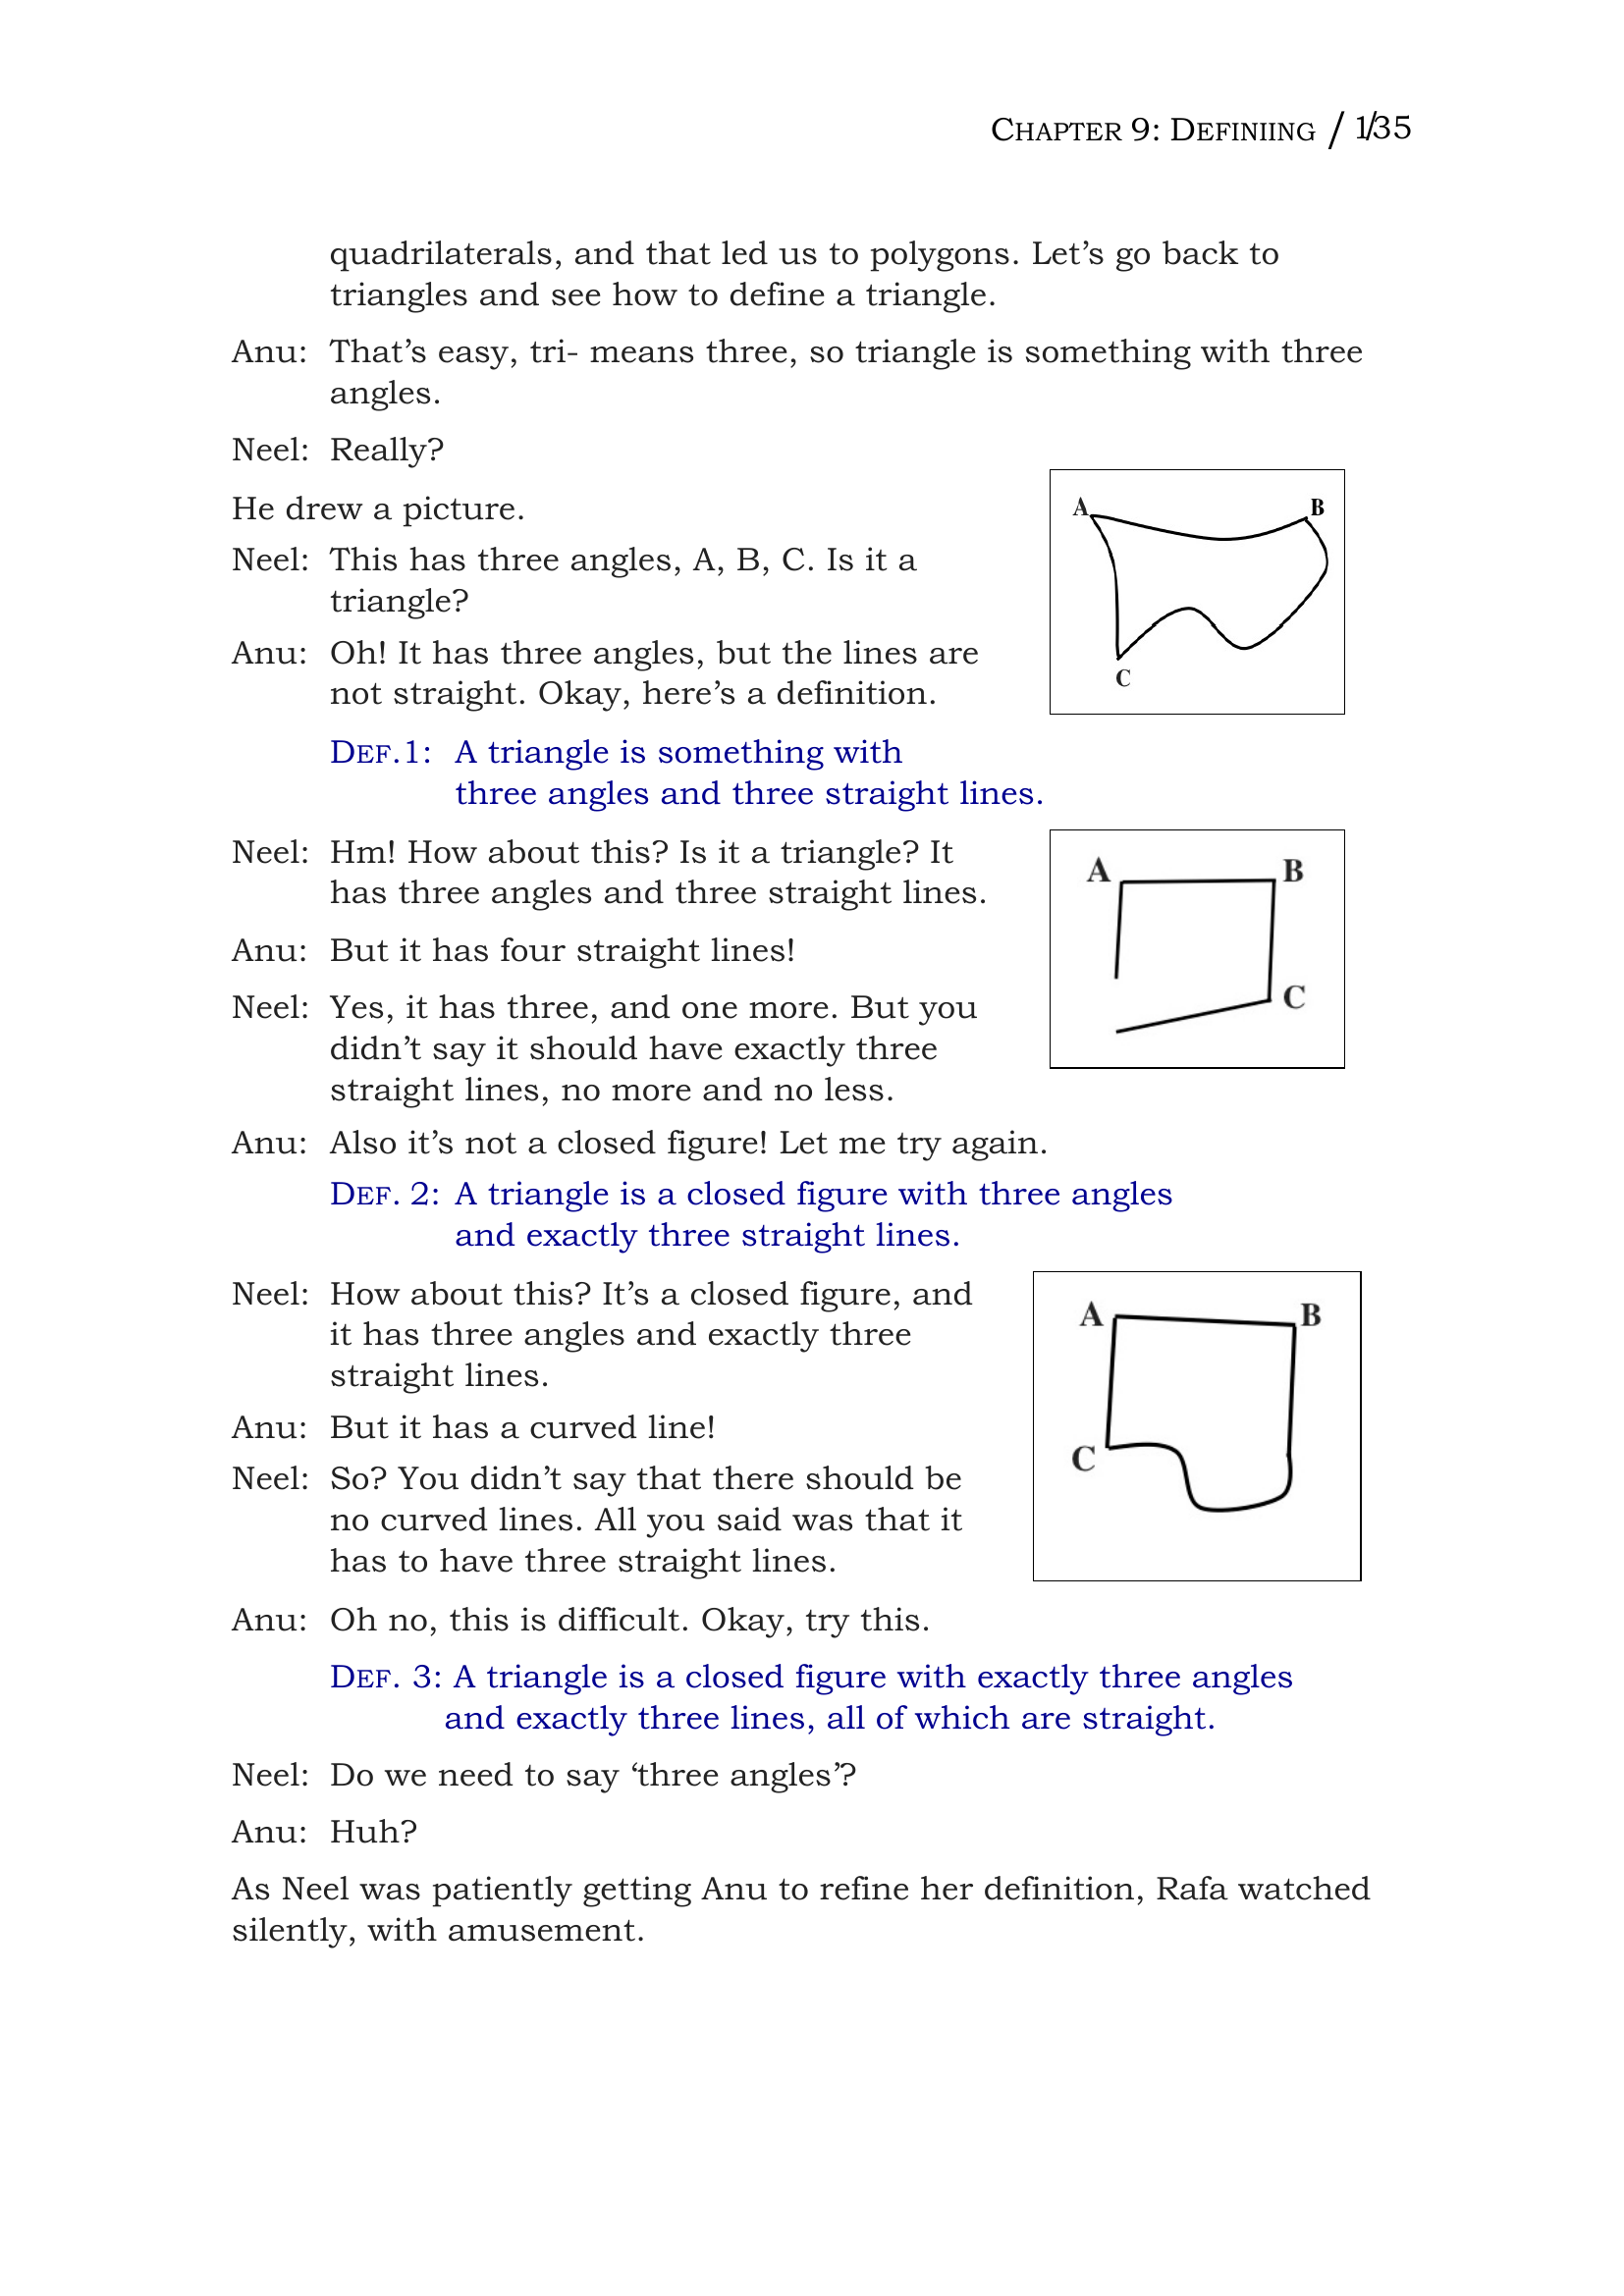 CHAPTER 9: DEFINIING / 1/35
quadrilaterals, and that led us to polygons. Let’s go back to
triangles and see how to define a triangle.
Anu: That’s easy, tri- means three, so triangle is something with three
angles.
Neel: Really?
He drew a picture.
Neel: This has three angles, A, B, C. Is it a
triangle?
Anu: Oh! It has three angles, but the lines are
not straight. Okay, here’s a definition.
A
B
C
DEF.1: A triangle is something with
three angles and three straight lines.
Neel: Hm! How about this? Is it a triangle? It
has three angles and three straight lines.
Anu: But it has four straight lines!
Neel: Yes, it has three, and one more. But you
didn’t say it should have exactly three
straight lines, no more and no less.
A
B
C
Anu: Also it’s not a closed figure! Let me try again.
DEF. 2: A triangle is a closed figure with three angles
and exactly three straight lines.
Neel: How about this? It’s a closed figure, and
it has three angles and exactly three
straight lines.
Anu: But it has a curved line!
Neel: So? You didn’t say that there should be
no curved lines. All you said was that it
has to have three straight lines.
A
B
C
Anu: Oh no, this is difficult. Okay, try this.
DEF. 3: A triangle is a closed figure with exactly three angles
and exactly three lines, all of which are straight.
Neel: Do we need to say ‘three angles’?
Anu: Huh?
As Neel was patiently getting Anu to refine her definition, Rafa watched
silently, with amusement.